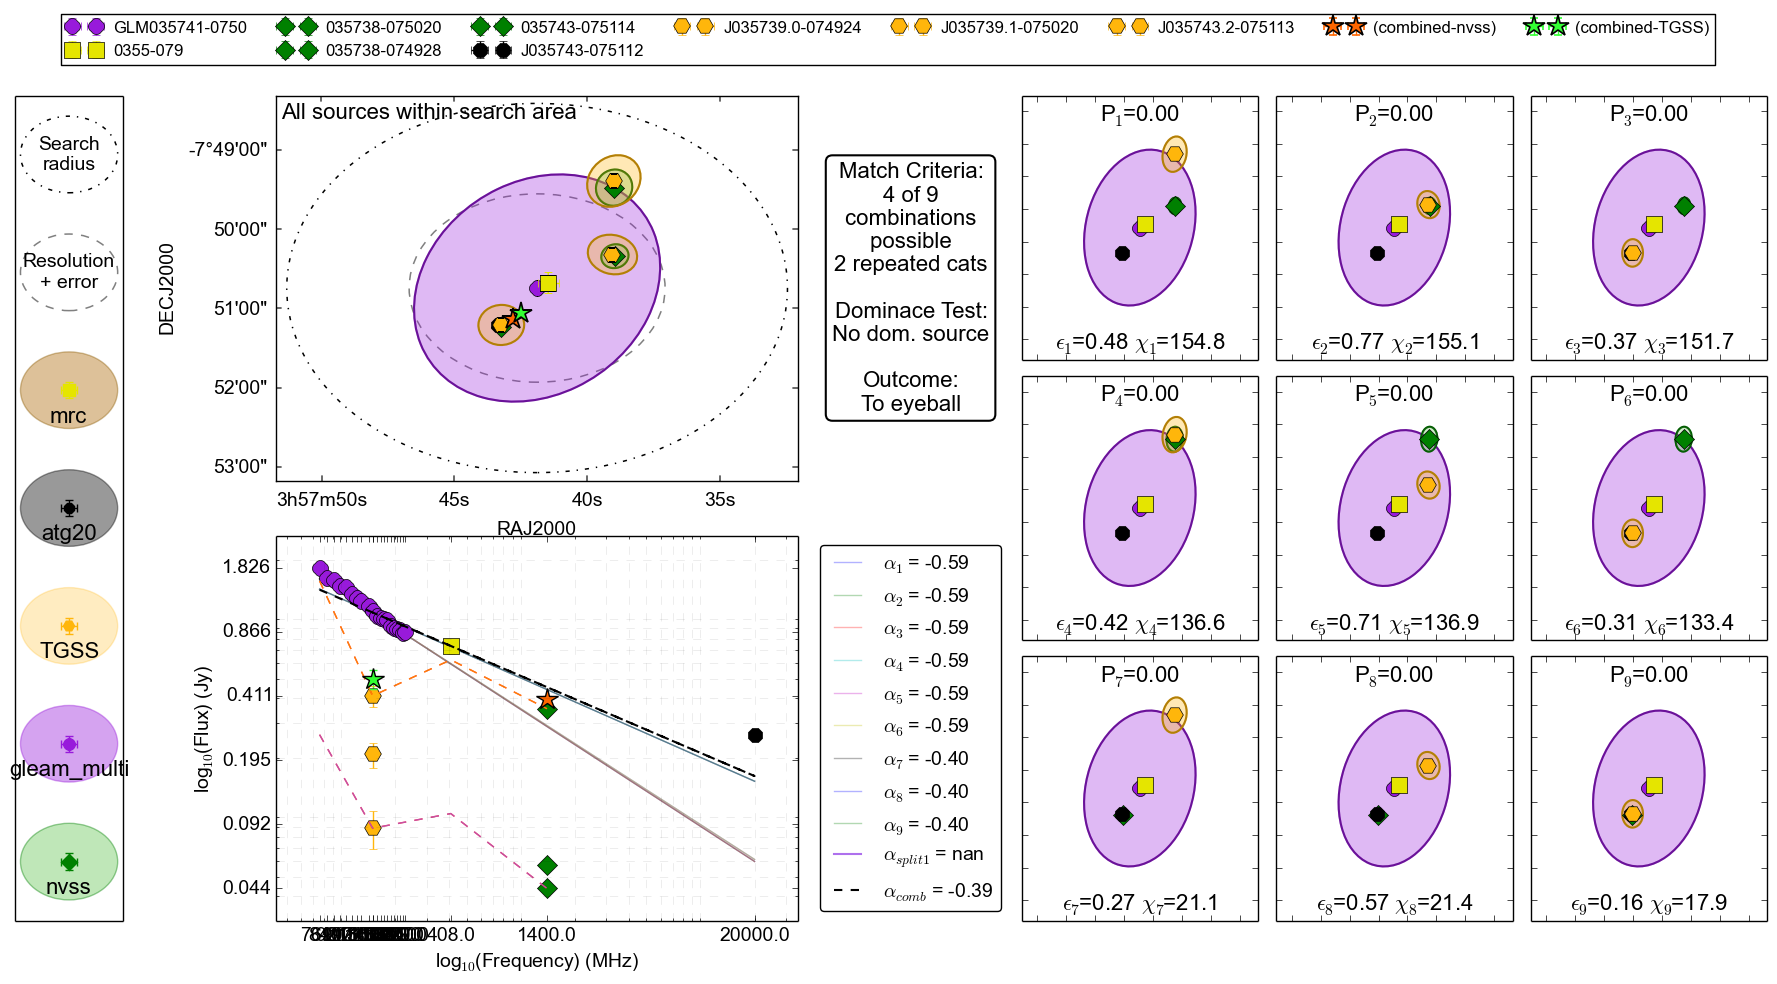 GLM035741-0750 035738-075020 035743-075114 J035739.0-074924 J035739.1-075020 J035743.2-075113 (combined-nvss) (combined-TGSS)
0355-079 035738-074928 J035743-075112
Search
radius
Resolution
+ error
mrc
atg20
TGSS
gleam_multi
nvss
All sources within search area
DECJ2000
-7°49'00"
50'00"
51'00"
52'00"
53'00"
3h57m50s 45s 40s 35s
RAJ2000
Match Criteria:
4 of 9
combinations
possible
2 repeated cats
Dominace Test:
No dom. source
Outcome:
To eyeball
log10(Flux) (Jy)
1.826
0.866
0.411
0.195
0.092
0.044
408.0 1400.0 20000.0
log10(Frequency) (MHz)
α1 = -0.59
α2 = -0.59
α3 = -0.59
α4 = -0.59
α5 = -0.59
α6 = -0.59
α7 = -0.40
α8 = -0.40
α9 = -0.40
αsplit1 = nan
αcomb = -0.39
P1=0.00 P2=0.00 P3=0.00
ϵ1=0.48 χ1=154.8 ϵ2=0.77 χ2=155.1 ϵ3=0.37 χ3=151.7
P4=0.00 P5=0.00 P6=0.00
ϵ4=0.42 χ4=136.6 ϵ5=0.71 χ5=136.9 ϵ6=0.31 χ6=133.4
P7=0.00 P8=0.00 P9=0.00
ϵ7=0.27 χ7=21.1 ϵ8=0.57 χ8=21.4 ϵ9=0.16 χ9=17.9